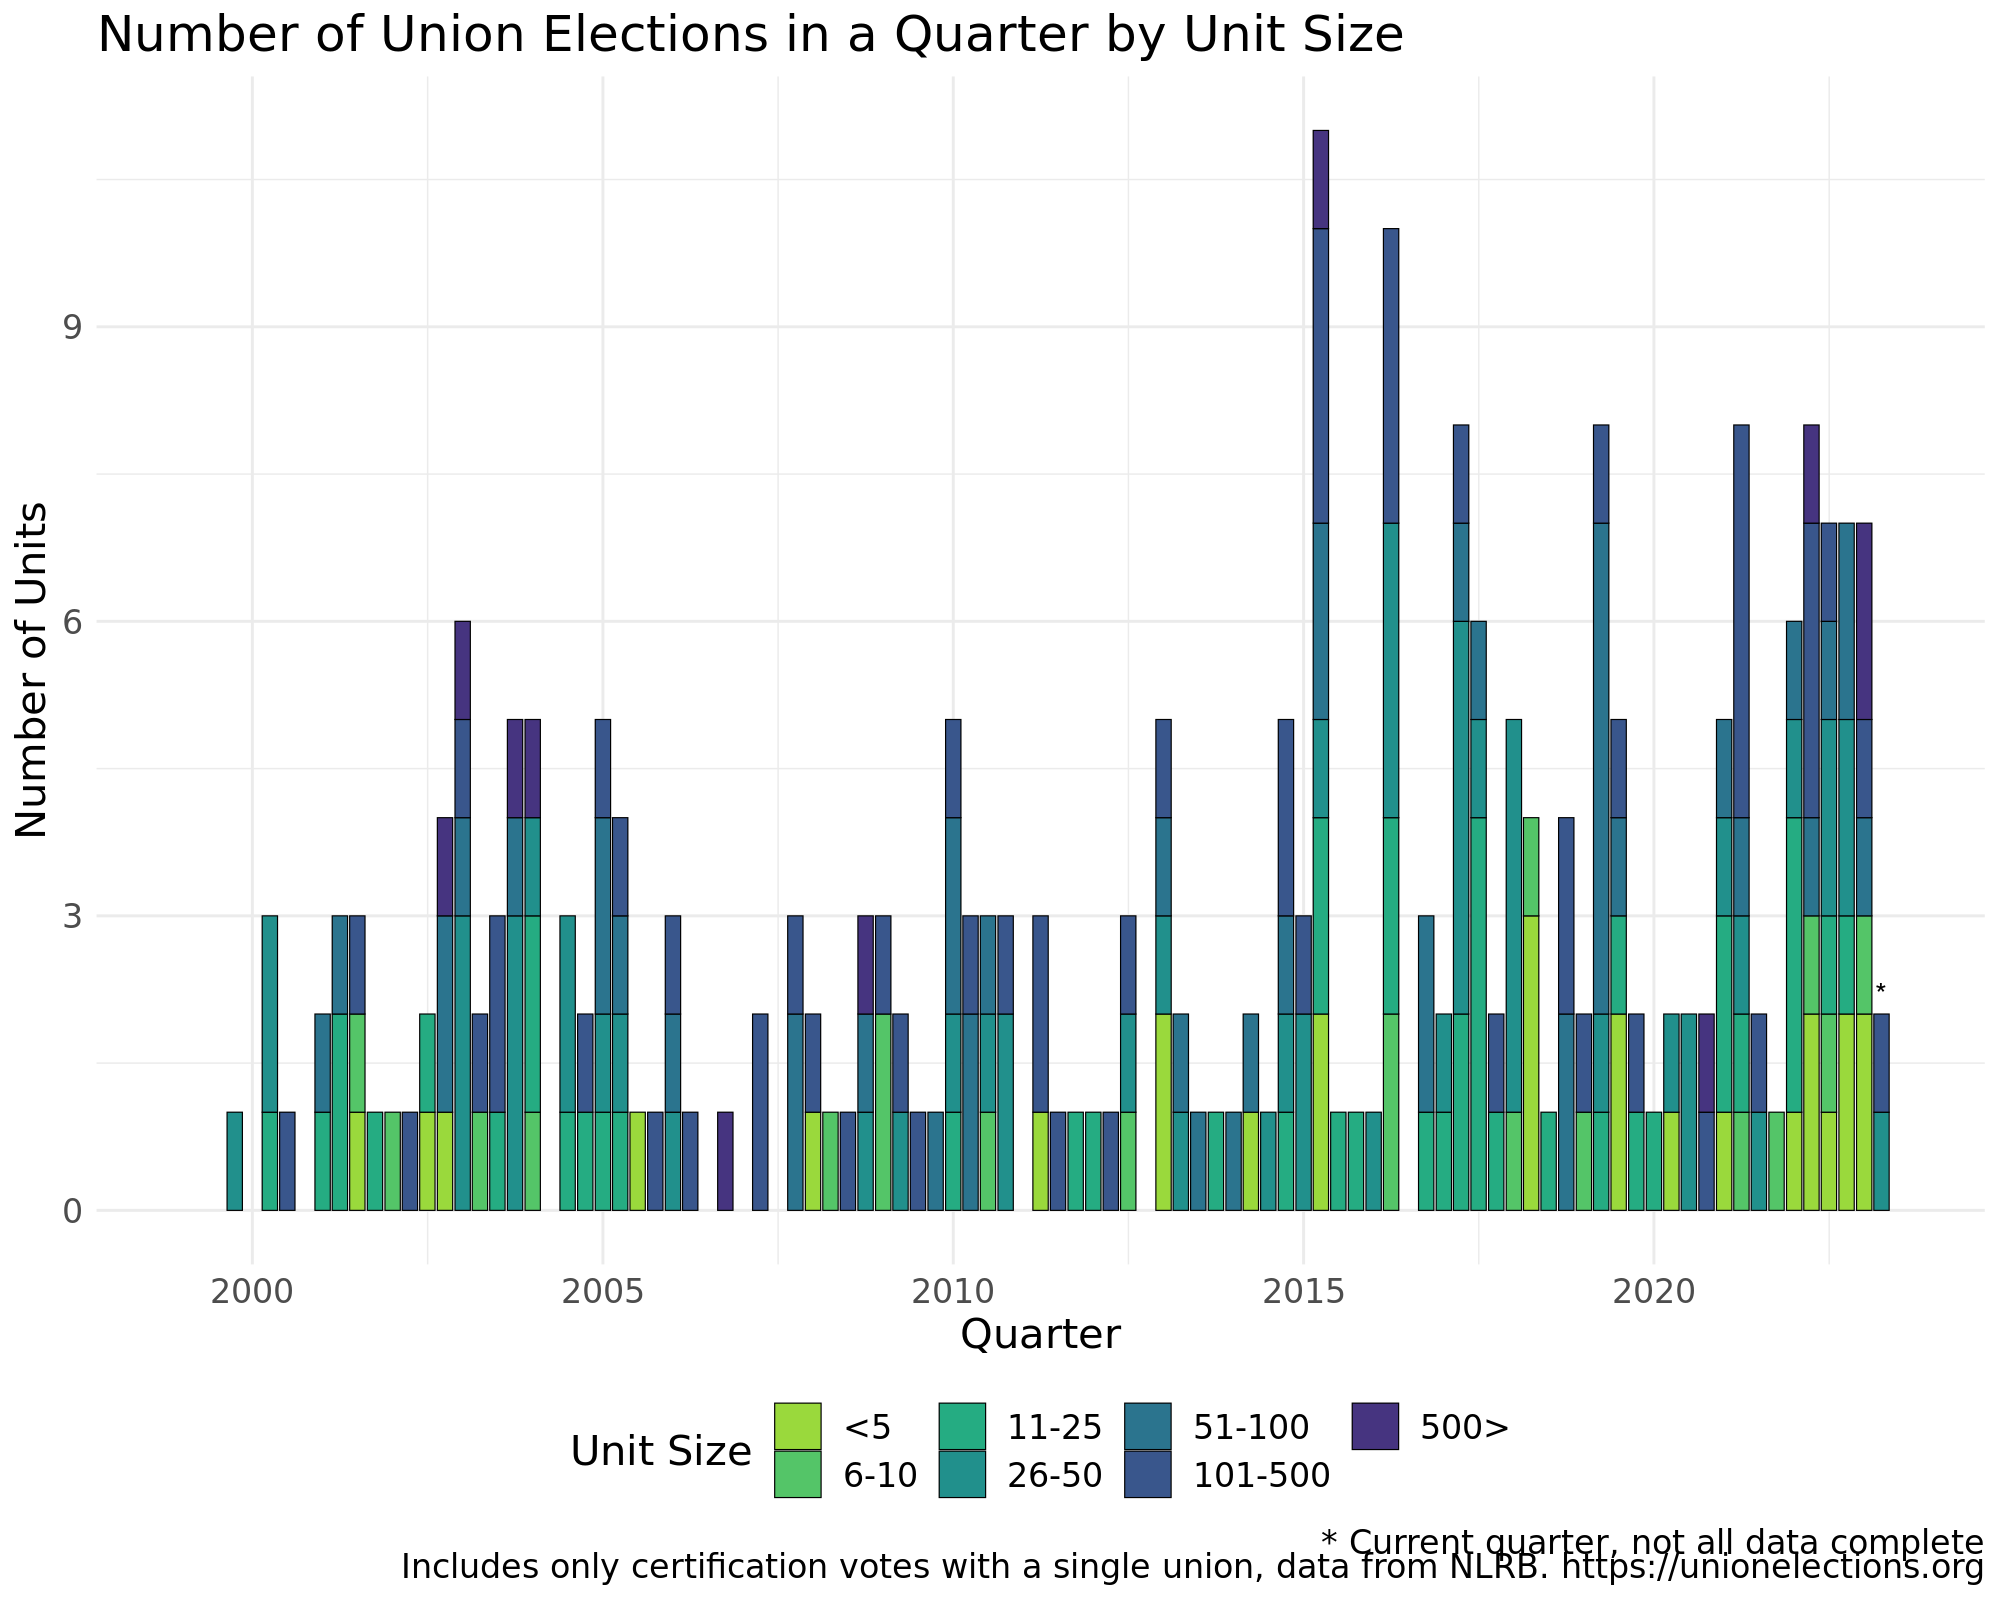 Number of Union Elections in a Quarter by Unit Size
Number of Units
9
6
3
0
*
2000 2005 2010 2015 2020
Quarter
Unit Size
<5 11-25 51-100 500>
6-10 26-50 101-500
* Current quarter, not all data complete
Includes only certification votes with a single union, data from NLRB. https://unionelections.org